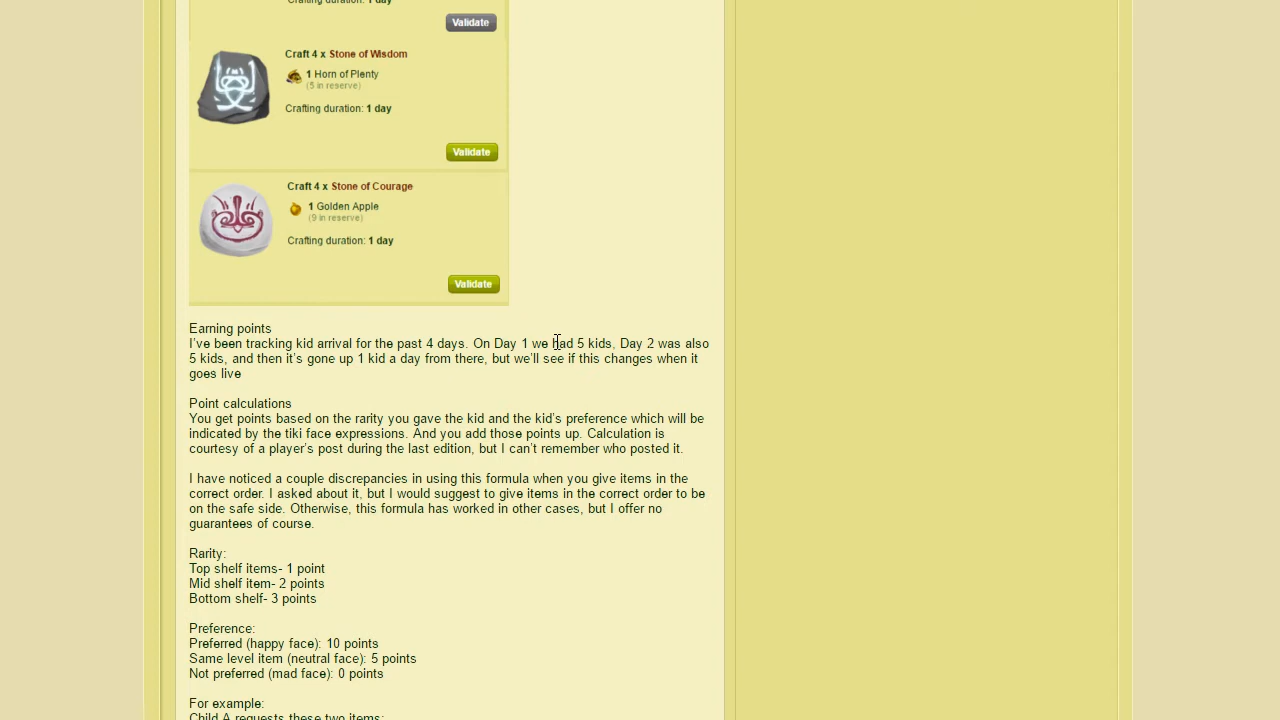 Crafting duration: 1 day
Validate
Craft 4 x Stone of Wisdom
1 Horn of Plenty
(5 in reserve)
Crafting duration: 1 day
Validate
Craft 4 x Stone of Courage
1 Golden Apple
(9 in reserve)
Crafting duration: 1 day
Validate
Earning points
I've been tracking kid arrival for the past 4 days. On Day 1 we had 5 kids, Day 2 was also
5 kids, and then it's gone up 1 kid a day from there, but we'll see if this changes when it
goes live
Point calculations
You get points based on the rarity you gave the kid and the kid's preference which will be
indicated by the tiki face expressions. And you add those points up. Calculation is
courtesy of a player's post during the last edition, but I can't remember who posted it.
I have noticed a couple discrepancies in using this formula when you give items in the
correct order. I asked about it, but I would suggest to give items in the correct order to be
on the safe side. Otherwise, this formula has worked in other cases, but I offer no
guarantees of course.
Rarity:
Top shelf items- 1 point
Mid shelf item- 2 points
Bottom shelf- 3 points
Preference:
Preferred (happy face): 10 points
Same level item (neutral face): 5 points
Not preferred (mad face): 0 points
For example:
Child A requests these two items: